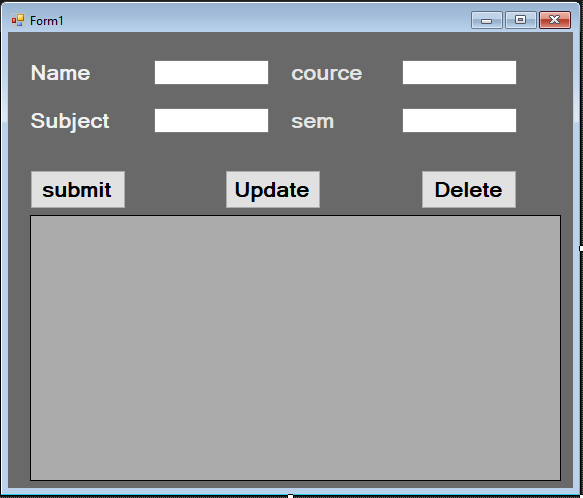 Form1
Name cource
Subject sem
submit Update Delete